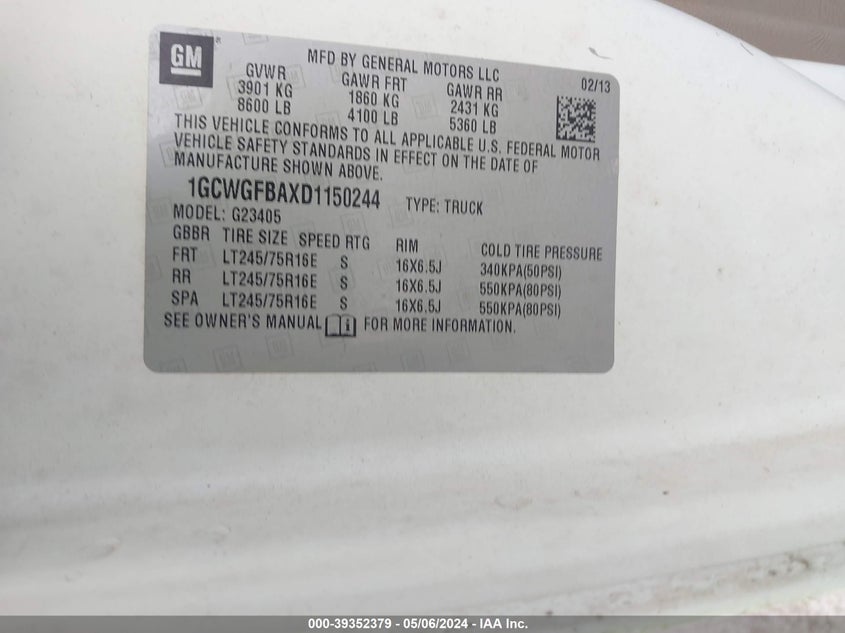 GM
MFD BY GENERAL MOTORS LLC
02/13
GVWR GAWR FRT GAWR RR
3901 KG 1860 KG 2431 KG
8600 LB 4100 LB 5360 LB
THIS VEHICLE CONFORMS TO ALL APPLICABLE U.S. FEDERAL MOTOR
VEHICLE SAFETY STANDARDS IN EFFECT ON THE DATE OF
MANUFACTURE SHOWN ABOVE.
1GCWGFBAXD1150244 TYPE: TRUCK
MODEL: G23405
GBBR TIRE SIZE SPEED RTG RIM COLD TIRE PRESSURE
FRT LT245/75R16E S 16X6.5J 340KPA(50PSI)
RR LT245/75R16E S 16X6.5J 550KPA(80PSI)
SPA LT245/75R16E S 16X6.5J 550KPA(80PSI)
SEE OWNER'S MANUAL FOR MORE INFORMATION.
000-39352379 - 05/06/2024 - IAA Inc.